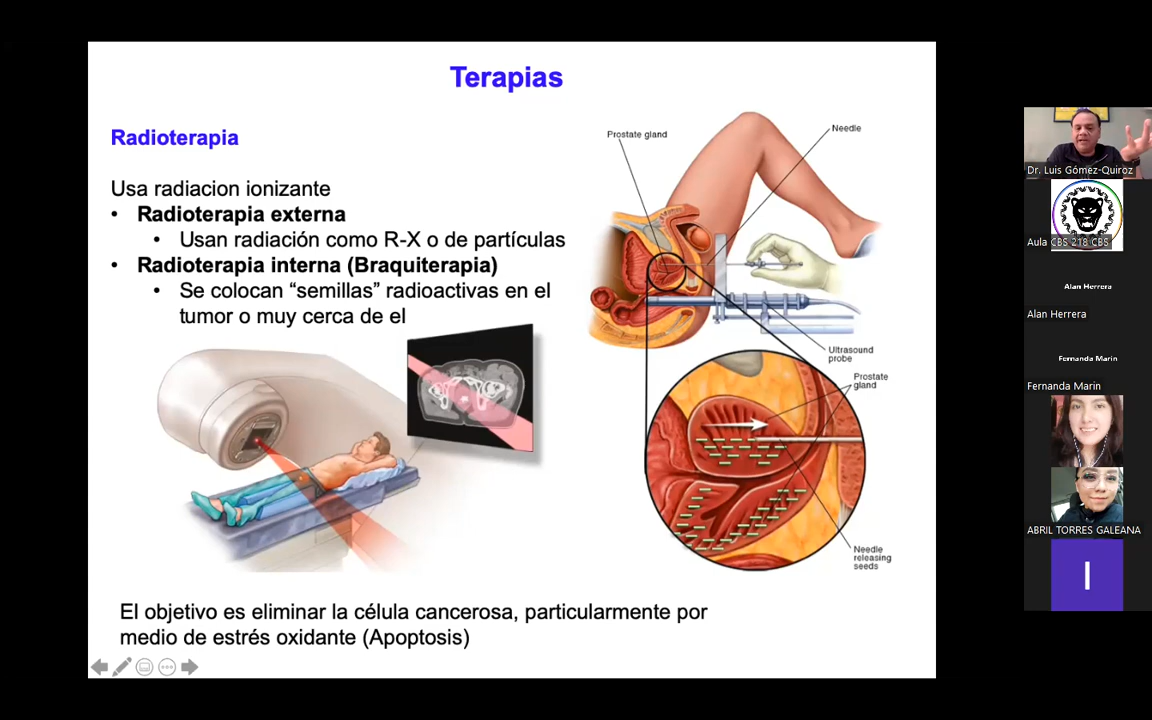 Terapias
Radioterapia
Usa radiacion ionizante
• Radioterapia externa
• Usan radiación como R-X o de partículas
• Radioterapia interna (Braquiterapia)
• Se colocan “semillas” radioactivas en el
tumor o muy cerca de el
Prostate gland
Needle
Ultrasound
probe
Prostate
gland
Needle
releasing
seeds
El objetivo es eliminar la célula cancerosa, particularmente por
medio de estrés oxidante (Apoptosis)
Dr. Luis Gómez-Quiroz
Aula CBS 218 CBS
Alan Herrera
Alan Herrera
Fernanda Marin
Fernanda Marin
ABRIL TORRES GALEANA
I